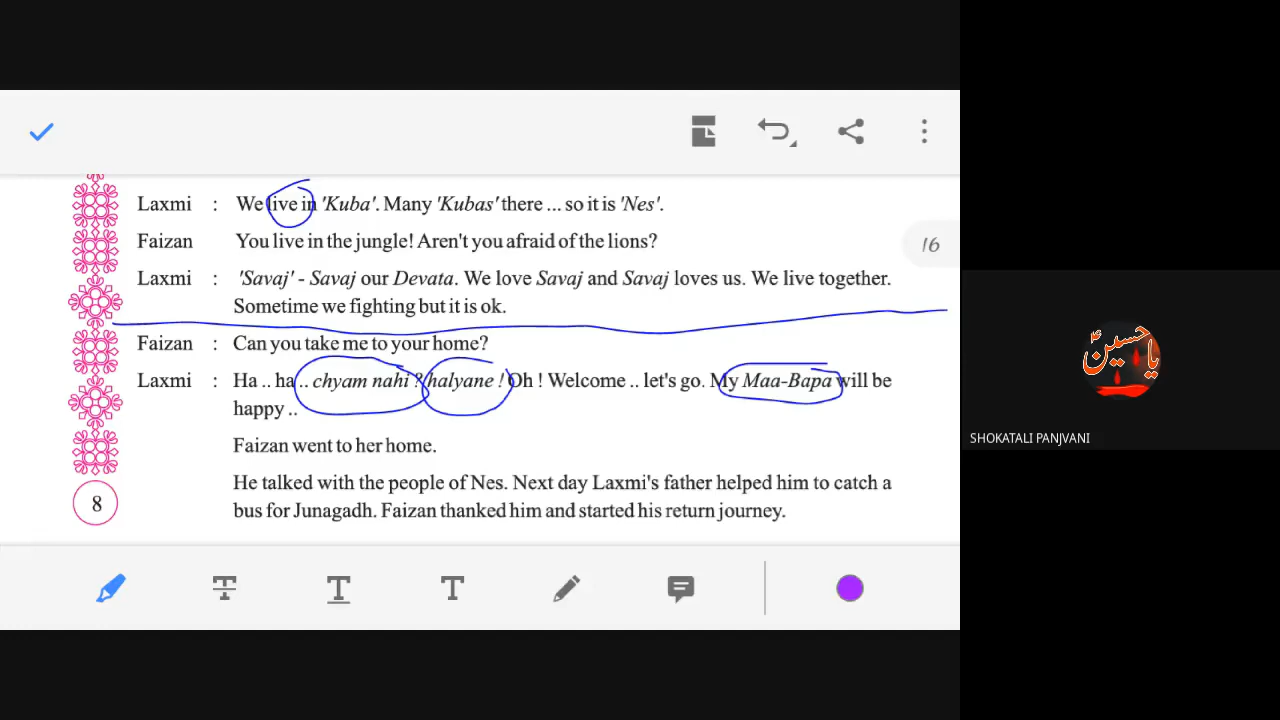 Laxmi : We live in 'Kuba'. Many 'Kubas' there ... so it is 'Nes'.
16
Faizan You live in the jungle! Aren't you afraid of the lions?
Laxmi : 'Savaj' - Savaj our Devata. We love Savaj and Savaj loves us. We live together.
Sometime we fighting but it is ok.
Faizan : Can you take me to your home?
Laxmi : Ha .. ha .. chyam nahi ? halyane ! Oh ! Welcome .. let's go. My Maa-Bapa will be
happy ..
Faizan went to her home.
He talked with the people of Nes. Next day Laxmi's father helped him to catch a
bus for Junagadh. Faizan thanked him and started his return journey.
8
T T T
يا حسين ع
SHOKATALI PANJVANI